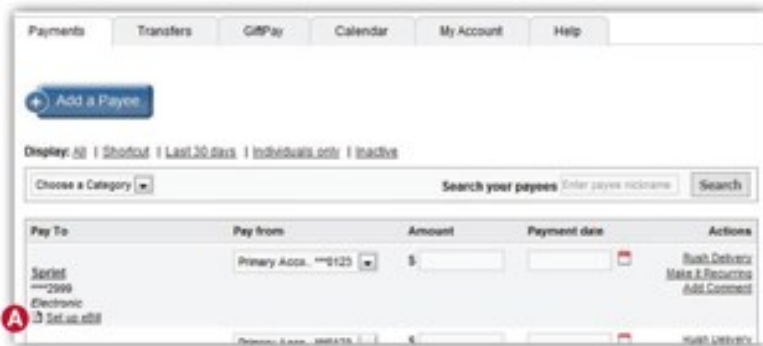 Payments Transfers GiftPay Calendar My Account Help
Add a Payee
Display: All | Shortcut | Last 30 days | Individuals only | Inactive
Choose a Category Search your payees Enter payee nickname Search
Pay To Pay from Amount Payment date Actions
Primary Acco.. ***0123 $ Rush Delivery
Sprint Make it Recurring
***2999 Add Comment
Electronic
A Set up eBill
$ Rush Delivery